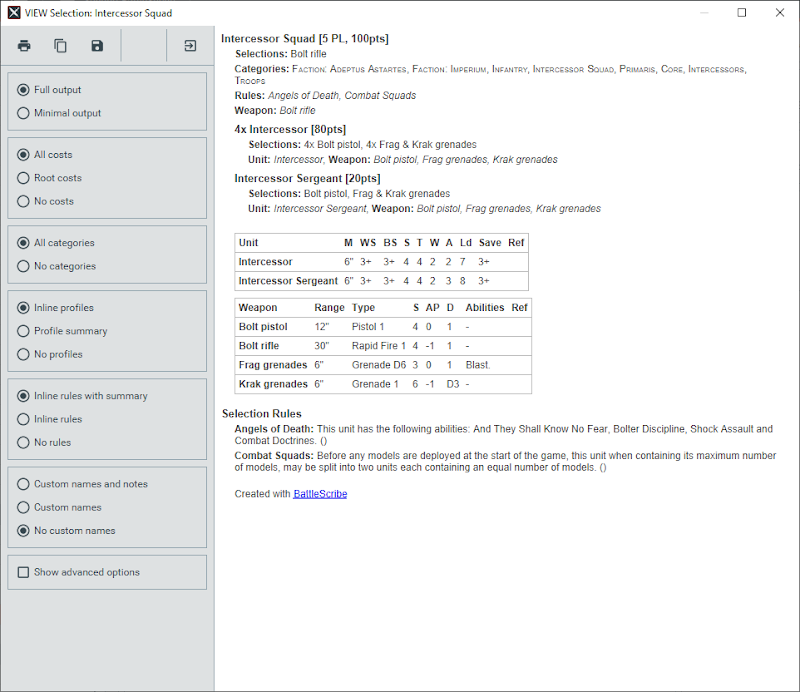 VIEW Selection: Intercessor Squad
Full output
Minimal output
All costs
Root costs
No costs
All categories
No categories
Inline profiles
Profile summary
No profiles
Inline rules with summary
Inline rules
No rules
Custom names and notes
Custom names
No custom names
Show advanced options
Intercessor Squad [5 PL, 100pts]
Selections: Bolt rifle
Categories: Faction: Adeptus Astartes, Faction: Imperium, Infantry, Intercessor Squad, Primaris, Core, Intercessors,
Troops
Rules: Angels of Death, Combat Squads
Weapon: Bolt rifle
4x Intercessor [80pts]
Selections: 4x Bolt pistol, 4x Frag & Krak grenades
Unit: Intercessor, Weapon: Bolt pistol, Frag grenades, Krak grenades
Intercessor Sergeant [20pts]
Selections: Bolt pistol, Frag & Krak grenades
Unit: Intercessor Sergeant, Weapon: Bolt pistol, Frag grenades, Krak grenades
Unit M WS BS S T W A Ld Save Ref
Intercessor 6" 3+ 3+ 4 4 2 2 7 3+
Intercessor Sergeant 6" 3+ 3+ 4 4 2 3 8 3+
Weapon Range Type S AP D Abilities Ref
Bolt pistol 12" Pistol 1 4 0 1 -
Bolt rifle 30" Rapid Fire 1 4 -1 1 -
Frag grenades 6" Grenade D6 3 0 1 Blast.
Krak grenades 6" Grenade 1 6 -1 D3 -
Selection Rules
Angels of Death: This unit has the following abilities: And They Shall Know No Fear, Bolter Discipline, Shock Assault and
Combat Doctrines. ()
Combat Squads: Before any models are deployed at the start of the game, this unit when containing its maximum number
of models, may be split into two units each containing an equal number of models. ()
Created with BattleScribe